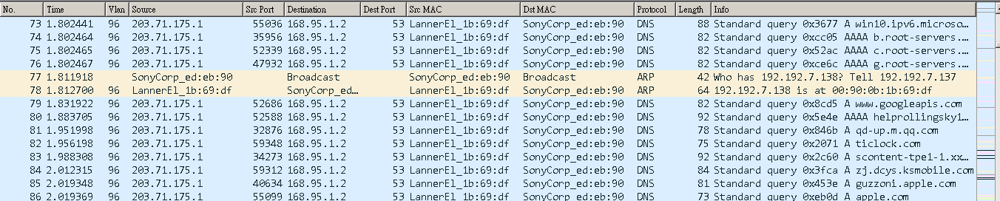 No. Time Vlan Source Src Port Destination Dest Port Src MAC Dst MAC Protocol Length Info
73 1.802441 96 203.71.175.1 55036 168.95.1.2 53 LannerEl_1b:69:df SonyCorp_ed:eb:90 DNS 88 Standard query 0x3677 A win10.ipv6.microso...
74 1.802464 96 203.71.175.1 35956 168.95.1.2 53 LannerEl_1b:69:df SonyCorp_ed:eb:90 DNS 82 Standard query 0xcc05 AAAA b.root-servers....
75 1.802465 96 203.71.175.1 52339 168.95.1.2 53 LannerEl_1b:69:df SonyCorp_ed:eb:90 DNS 82 Standard query 0x52ac AAAA c.root-servers....
76 1.802467 96 203.71.175.1 47932 168.95.1.2 53 LannerEl_1b:69:df SonyCorp_ed:eb:90 DNS 82 Standard query 0xce6c AAAA g.root-servers....
77 1.811918 SonyCorp_ed:eb:90 Broadcast SonyCorp_ed:eb:90 Broadcast ARP 42 Who has 192.192.7.138? Tell 192.192.7.137
78 1.812700 96 LannerEl_1b:69:df SonyCorp_ed... LannerEl_1b:69:df SonyCorp_ed:eb:90 ARP 64 192.192.7.138 is at 00:90:0b:1b:69:df
79 1.831922 96 203.71.175.1 52686 168.95.1.2 53 LannerEl_1b:69:df SonyCorp_ed:eb:90 DNS 82 Standard query 0x8cd5 A www.googleapis.com
80 1.883705 96 203.71.175.1 52588 168.95.1.2 53 LannerEl_1b:69:df SonyCorp_ed:eb:90 DNS 92 Standard query 0x5e4e AAAA helprollingsky1...
81 1.951998 96 203.71.175.1 32876 168.95.1.2 53 LannerEl_1b:69:df SonyCorp_ed:eb:90 DNS 78 Standard query 0x846b A qd-up.m.qq.com
82 1.956198 96 203.71.175.1 59348 168.95.1.2 53 LannerEl_1b:69:df SonyCorp_ed:eb:90 DNS 75 Standard query 0x2071 A ticlock.com
83 1.988308 96 203.71.175.1 34273 168.95.1.2 53 LannerEl_1b:69:df SonyCorp_ed:eb:90 DNS 92 Standard query 0x2c60 A scontent-tpe1-1.xx...
84 2.012315 96 203.71.175.1 59312 168.95.1.2 53 LannerEl_1b:69:df SonyCorp_ed:eb:90 DNS 84 Standard query 0x3fca A zj.dcys.ksmobile.com
85 2.019348 96 203.71.175.1 40634 168.95.1.2 53 LannerEl_1b:69:df SonyCorp_ed:eb:90 DNS 81 Standard query 0x453e A guzzoni.apple.com
86 2.019369 96 203.71.175.1 55099 168.95.1.2 53 LannerEl_1b:69:df SonyCorp_ed:eb:90 DNS 73 Standard query 0xeb0d A apple.com